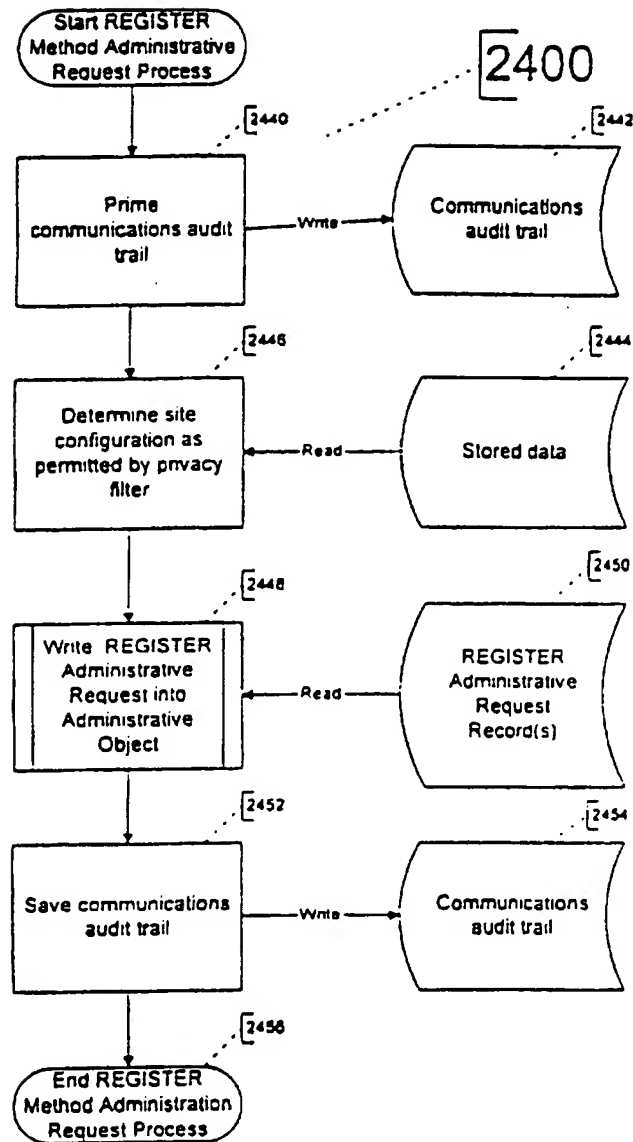 Start REGISTER
Method Administrative
Request Process
2400
2440
2442
Prime
communications audit
trail
Write
Communications
audit trail
2446
2444
Determine site
configuration as
permitted by privacy
filter
Read
Stored data
2448
2450
Write REGISTER
Administrative
Request into
Administrative
Object
Read
REGISTER
Administrative
Request
Record(s)
2452
2454
Save communications
audit trail
Write
Communications
audit trail
2456
End REGISTER
Method Administration
Request Process